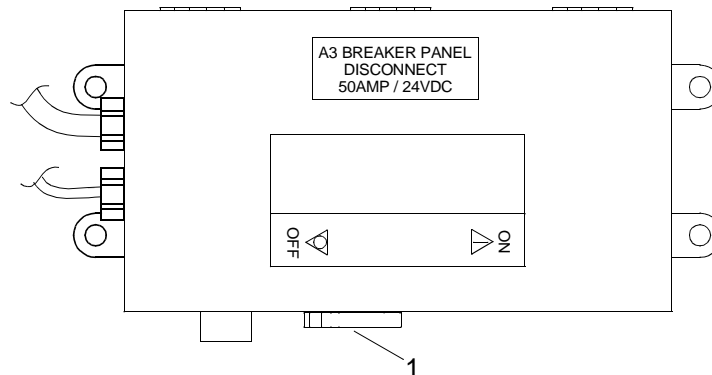 A3 BREAKER PANEL
DISCONNECT
50AMP / 24VDC
OFF
ON
1